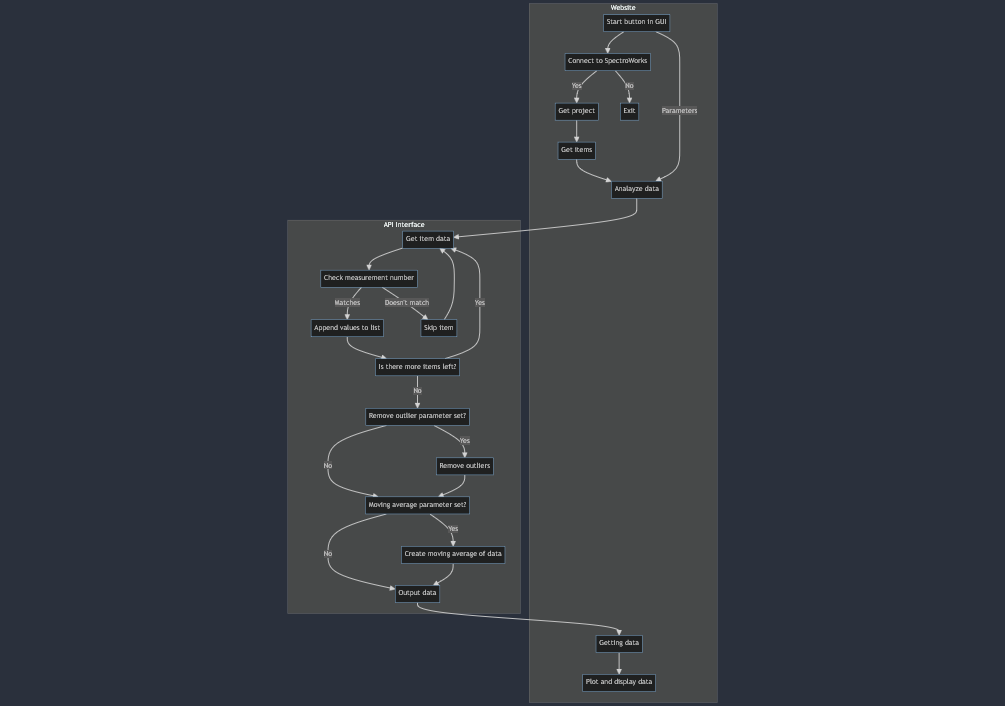 Website
Start button in GUI
Connect to SpectroWorks
Yes
No
Get project
Exit
Parameters
Get items
Analayze data
API Interface
Get item data
Check measurement number
Matches
Doesn't match
Yes
Append values to list
Skip item
Is there more items left?
No
Remove outlier parameter set?
Yes
No
Remove outliers
Moving average parameter set?
Yes
No
Create moving average of data
Output data
Getting data
Plot and display data